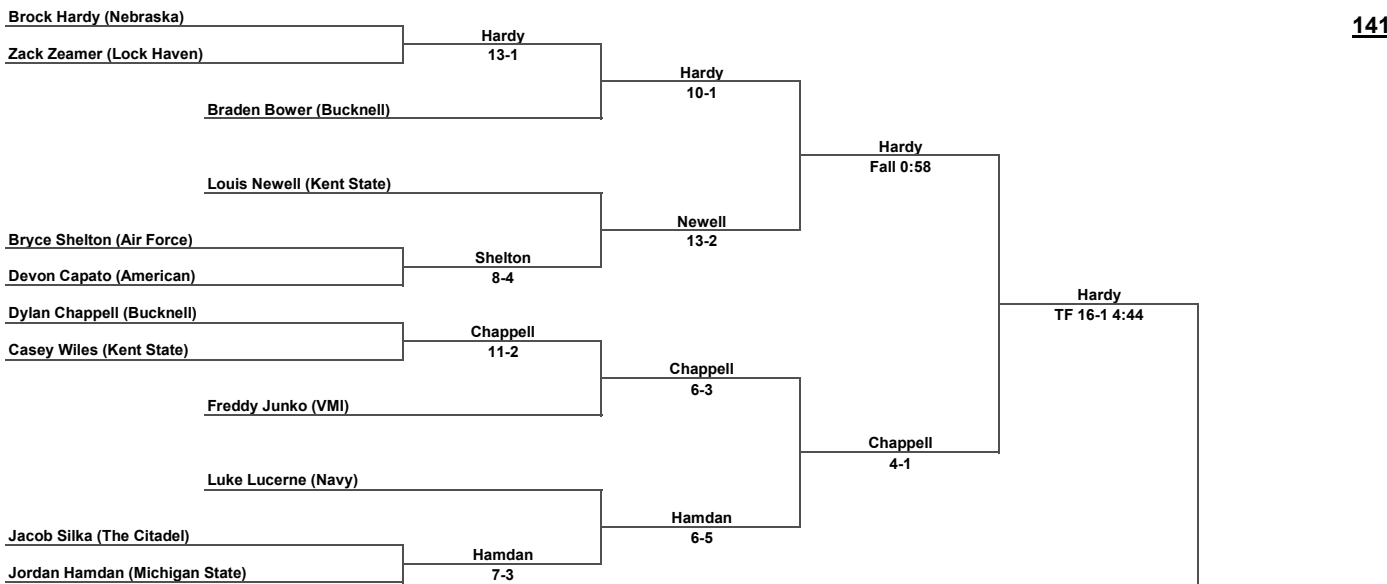 Brock Hardy (Nebraska)
141
Hardy
Zack Zeamer (Lock Haven)
13-1
Hardy
10-1
Braden Bower (Bucknell)
Hardy
Fall 0:58
Louis Newell (Kent State)
Newell
13-2
Bryce Shelton (Air Force)
Shelton
8-4
Devon Capato (American)
Hardy
TF 16-1 4:44
Dylan Chappell (Bucknell)
Chappell
11-2
Casey Wiles (Kent State)
Chappell
6-3
Freddy Junko (VMI)
Chappell
4-1
Luke Lucerne (Navy)
Hamdan
6-5
Jacob Silka (The Citadel)
Hamdan
7-3
Jordan Hamdan (Michigan State)